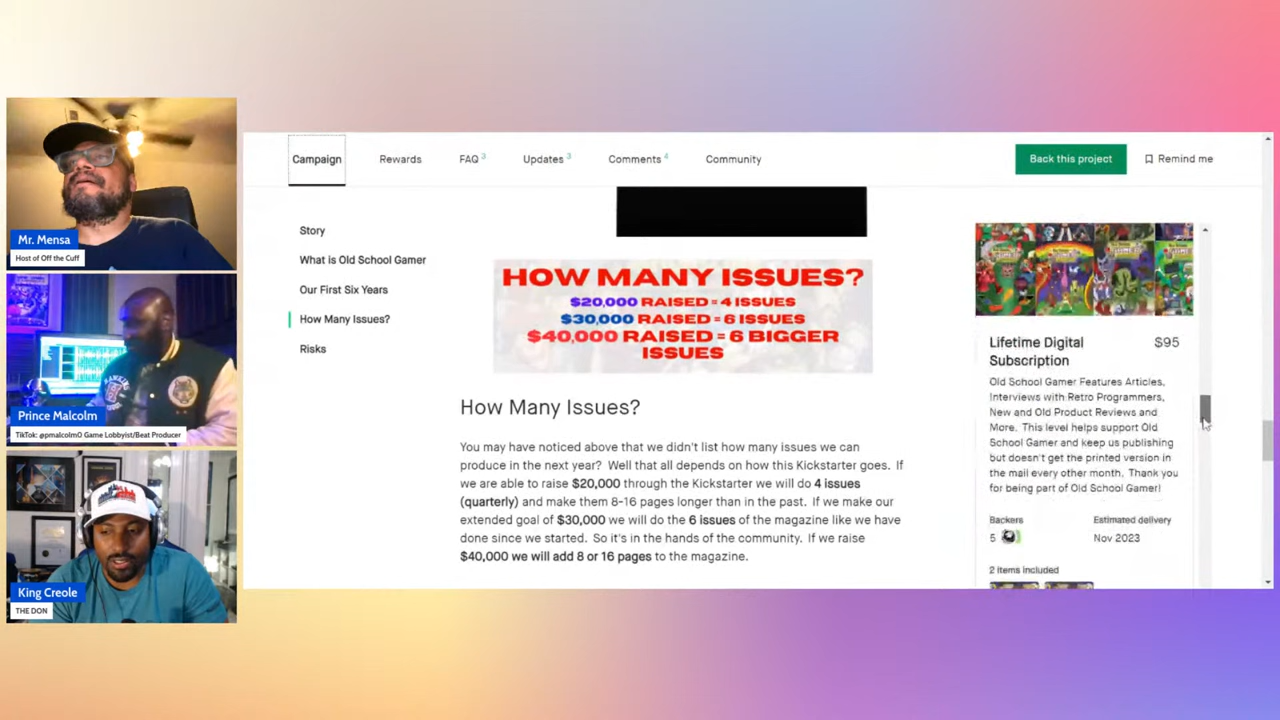 Mr. Mensa
Host of Off the Cuff
Prince Malcolm
TikTok: @pmalcolm0 Game Lobbyist/Beat Producer
King Creole
THE DON
Campaign
Rewards
FAQ 3
Updates 3
Comments 4
Community
Back this project
Remind me
Story
What is Old School Gamer
Our First Six Years
How Many Issues?
Risks
HOW MANY ISSUES?
$20,000 RAISED = 4 ISSUES
$30,000 RAISED = 6 ISSUES
$40,000 RAISED = 6 BIGGER
ISSUES
How Many Issues?
You may have noticed above that we didn't list how many issues we can
produce in the next year? Well that all depends on how this Kickstarter goes. If
we are able to raise $20,000 through the Kickstarter we will do 4 issues
(quarterly) and make them 8-16 pages longer than in the past. If we make our
extended goal of $30,000 we will do the 6 issues of the magazine like we have
done since we started. So it's in the hands of the community. If we raise
$40,000 we will add 8 or 16 pages to the magazine.
Lifetime Digital
Subscription
$95
Old School Gamer Features Articles,
Interviews with Retro Programmers,
New and Old Product Reviews and
More. This level helps support Old
School Gamer and keep us publishing
but doesn't get the printed version in
the mail every other month. Thank you
for being part of Old School Gamer!
Backers
5
Estimated delivery
Nov 2023
2 items included